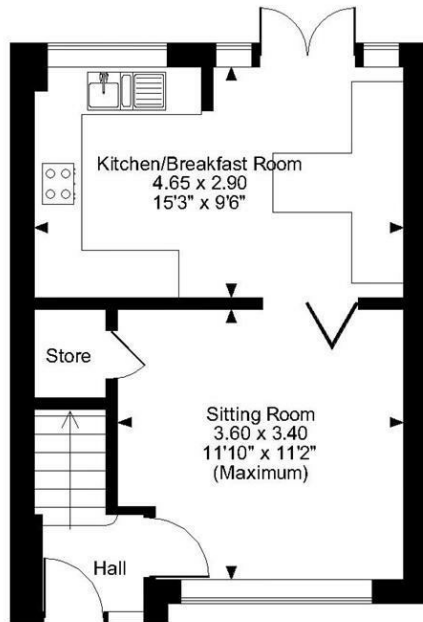 Kitchen/Breakfast Room
4.65 x 2.90
15'3" x 9'6"
Store
Sitting Room
3.60 x 3.40
11'10" x 11'2"
(Maximum)
Hall